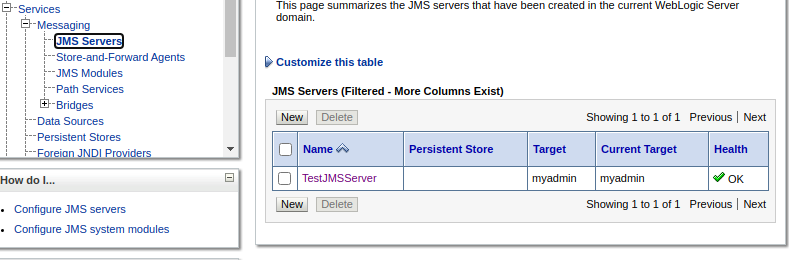 Services
Messaging
JMS Servers
Store-and-Forward Agents
JMS Modules
Path Services
Bridges
Data Sources
Persistent Stores
Foreign JNDI Providers
How do I...
Configure JMS servers
Configure JMS system modules
This page summarizes the JMS servers that have been created in the current WebLogic Server
domain.
Customize this table
JMS Servers (Filtered - More Columns Exist)
New Delete Showing 1 to 1 of 1 Previous | Next
Name Persistent Store Target Current Target Health
TestJMSServer myadmin myadmin OK
New Delete Showing 1 to 1 of 1 Previous | Next